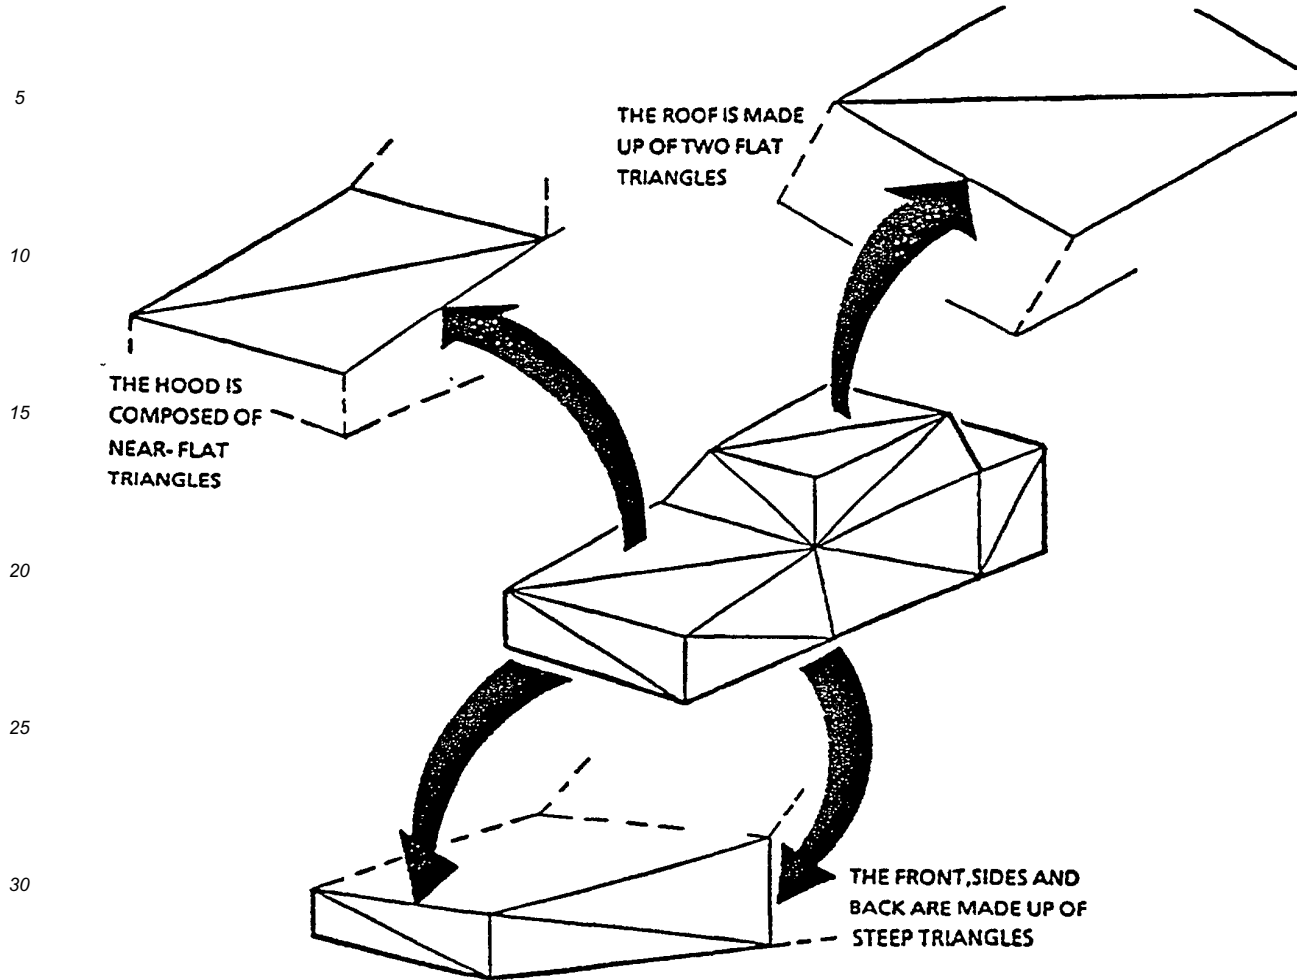 5
THE ROOF IS MADE
UP OF TWO FLAT
TRIANGLES
10
THE HOOD IS
COMPOSED OF
NEAR-FLAT
TRIANGLES
15
20
25
30
THE FRONT,SIDES AND
BACK ARE MADE UP OF
STEEP TRIANGLES